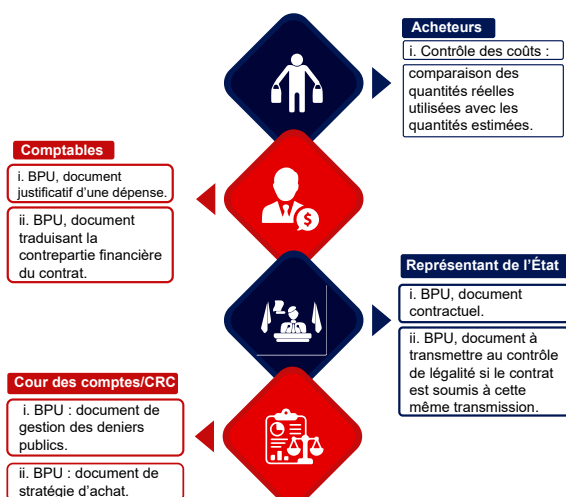 Acheteurs
i. Contrôle des coûts :
comparaison des
quantités réelles
utilisées avec les
quantités estimées.
Comptables
i. BPU, document
justificatif d'une dépense.
ii. BPU, document
traduisant la
contrepartie financière
du contrat.
$
Représentant de l'État
i. BPU, document
contractuel.
ii. BPU, document à
transmettre au contrôle
de légalité si le contrat
est soumis à cette
même transmission.
Cour des comptes/CRC
i. BPU : document de
gestion des deniers
publics.
ii. BPU : document de
stratégie d'achat.